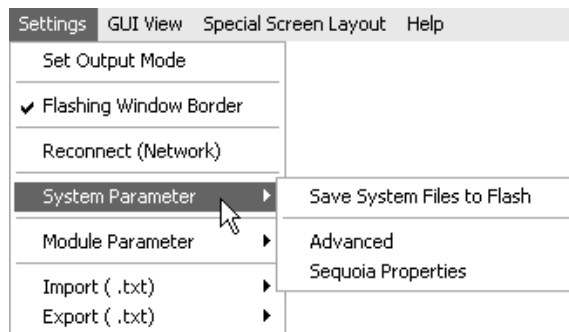 Settings GUI View Special Screen Layout Help
Set Output Mode
Flashing Window Border
Reconnect (Network)
System Parameter Save System Files to Flash
Module Parameter Advanced
Sequoia Properties
Import ( .txt)
Export ( .txt)